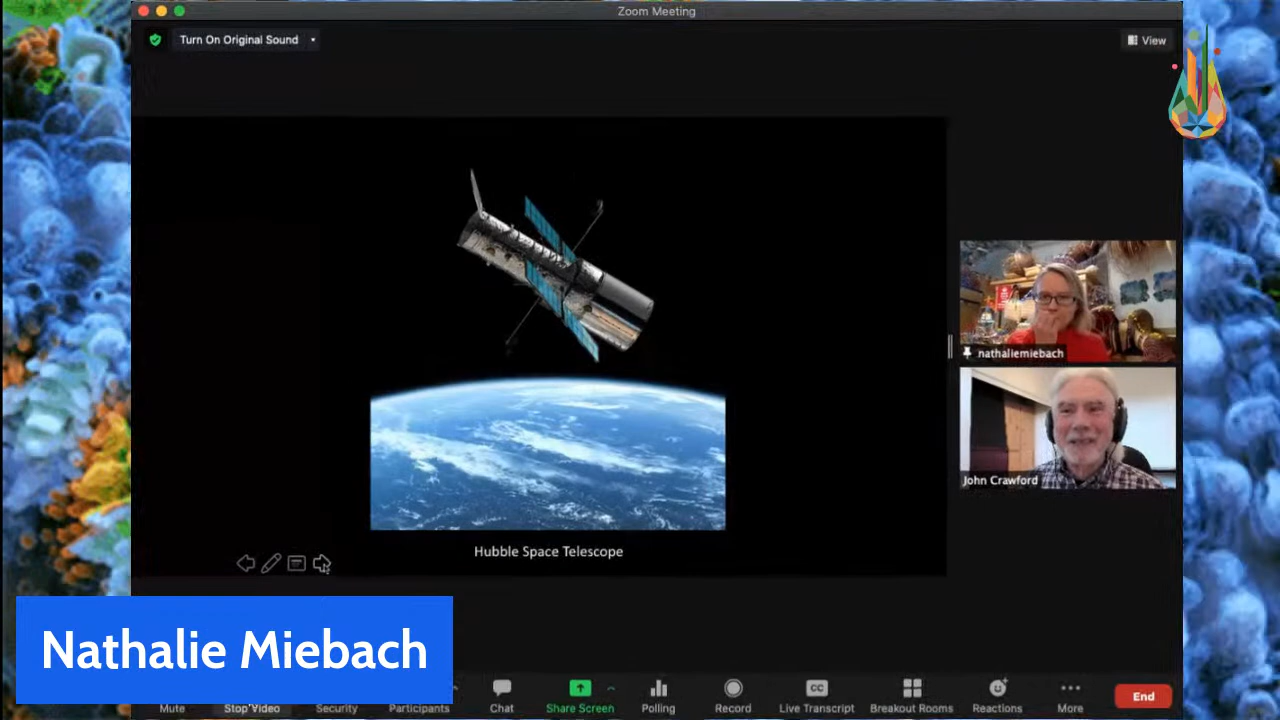 Zoom Meeting
Turn On Original Sound
View
nathaliemiebach
John Crawford
Hubble Space Telescope
Nathalie Miebach
Mute
Stop Video
Security
Participants
Chat
Share Screen
Polling
Record
CC
Live Transcript
Breakout Rooms
Reactions
More
End